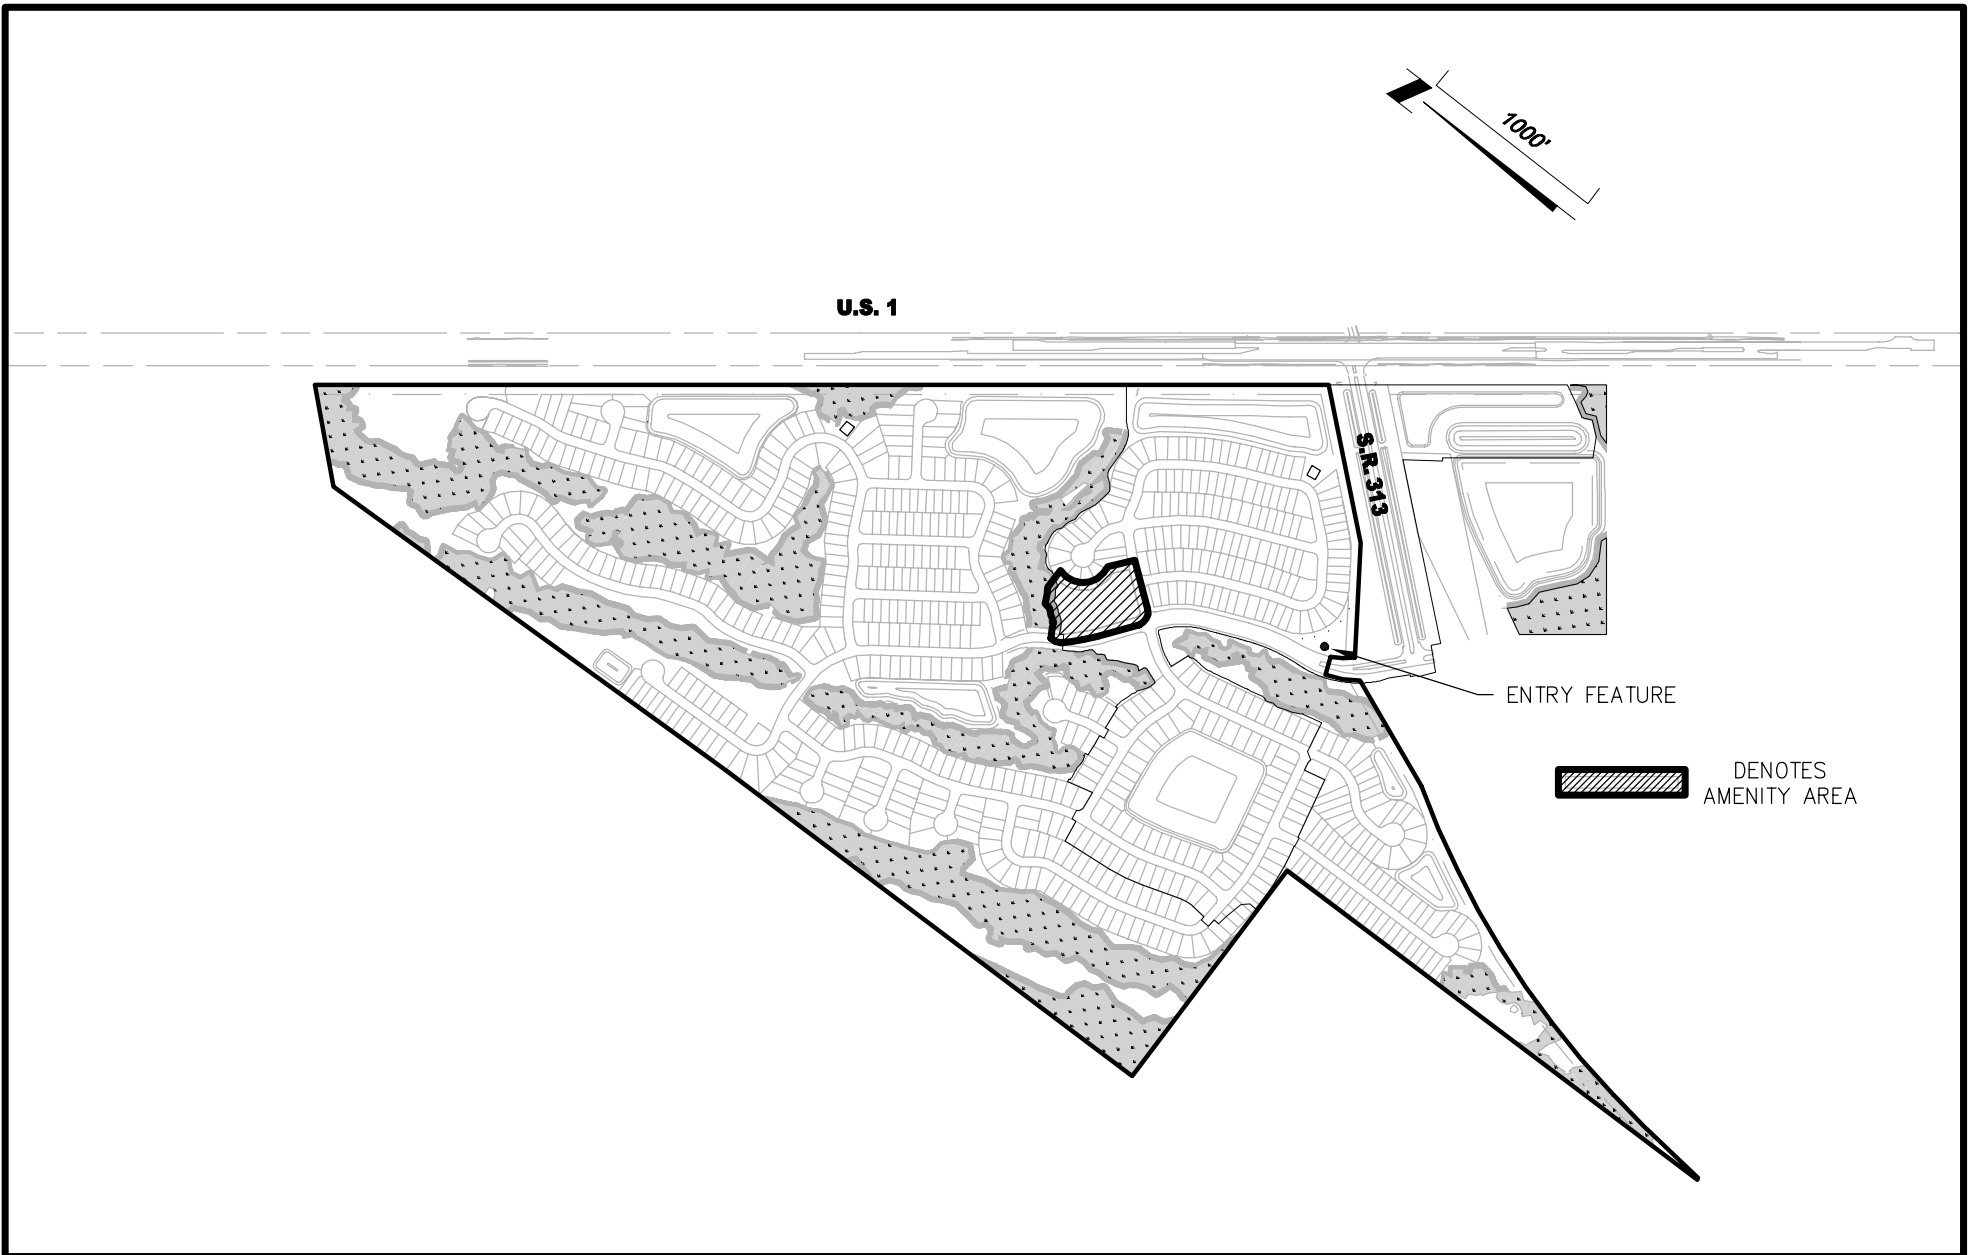 1000'
U.S. 1
S.R. 313
ENTRY FEATURE
DENOTES
AMENITY AREA